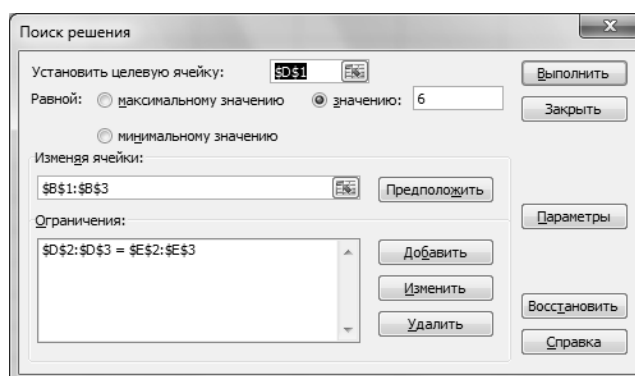 Поиск решения
Установить целевую ячейку: $D$1 Выполнить
Равной: максимальному значению значению: 6 Закрыть
минимальному значению
Изменяя ячейки:
$B$1:$B$3 Предположить
Параметры
Ограничения:
$D$2:$D$3 = $E$2:$E$3 Добавить
Изменить
Восстановить
Удалить
Справка